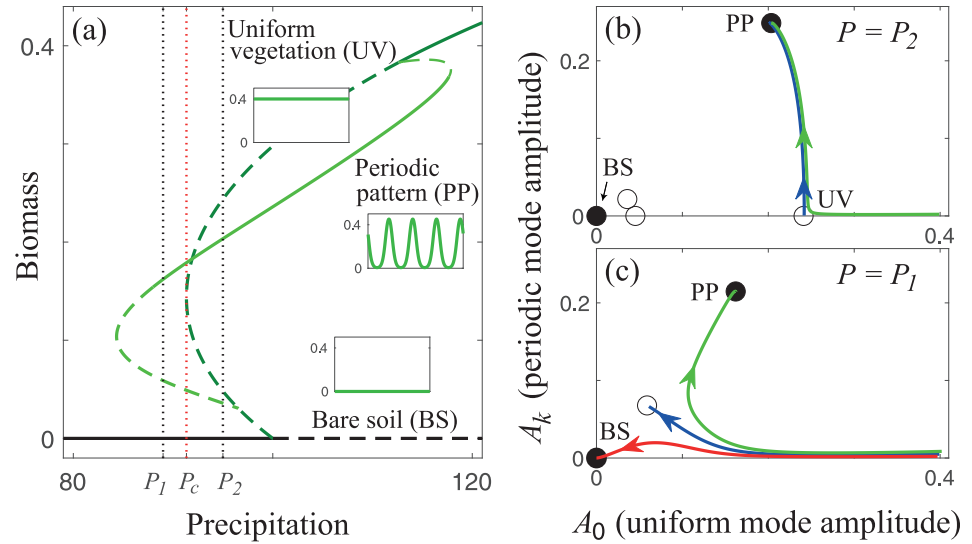 (a)
Uniform
vegetation (UV)
0.4
0
Periodic
pattern (PP)
0.4
0
0.4
0
Bare soil (BS)
0.4
0
Biomass
80
P1
Pc
P2
120
Precipitation
(b)
PP
P = P2
0.2
BS
UV
0
0
0.4
(c)
PP
P = P1
0.2
BS
0
0
0.4
Ak (periodic mode amplitude)
A0 (uniform mode amplitude)